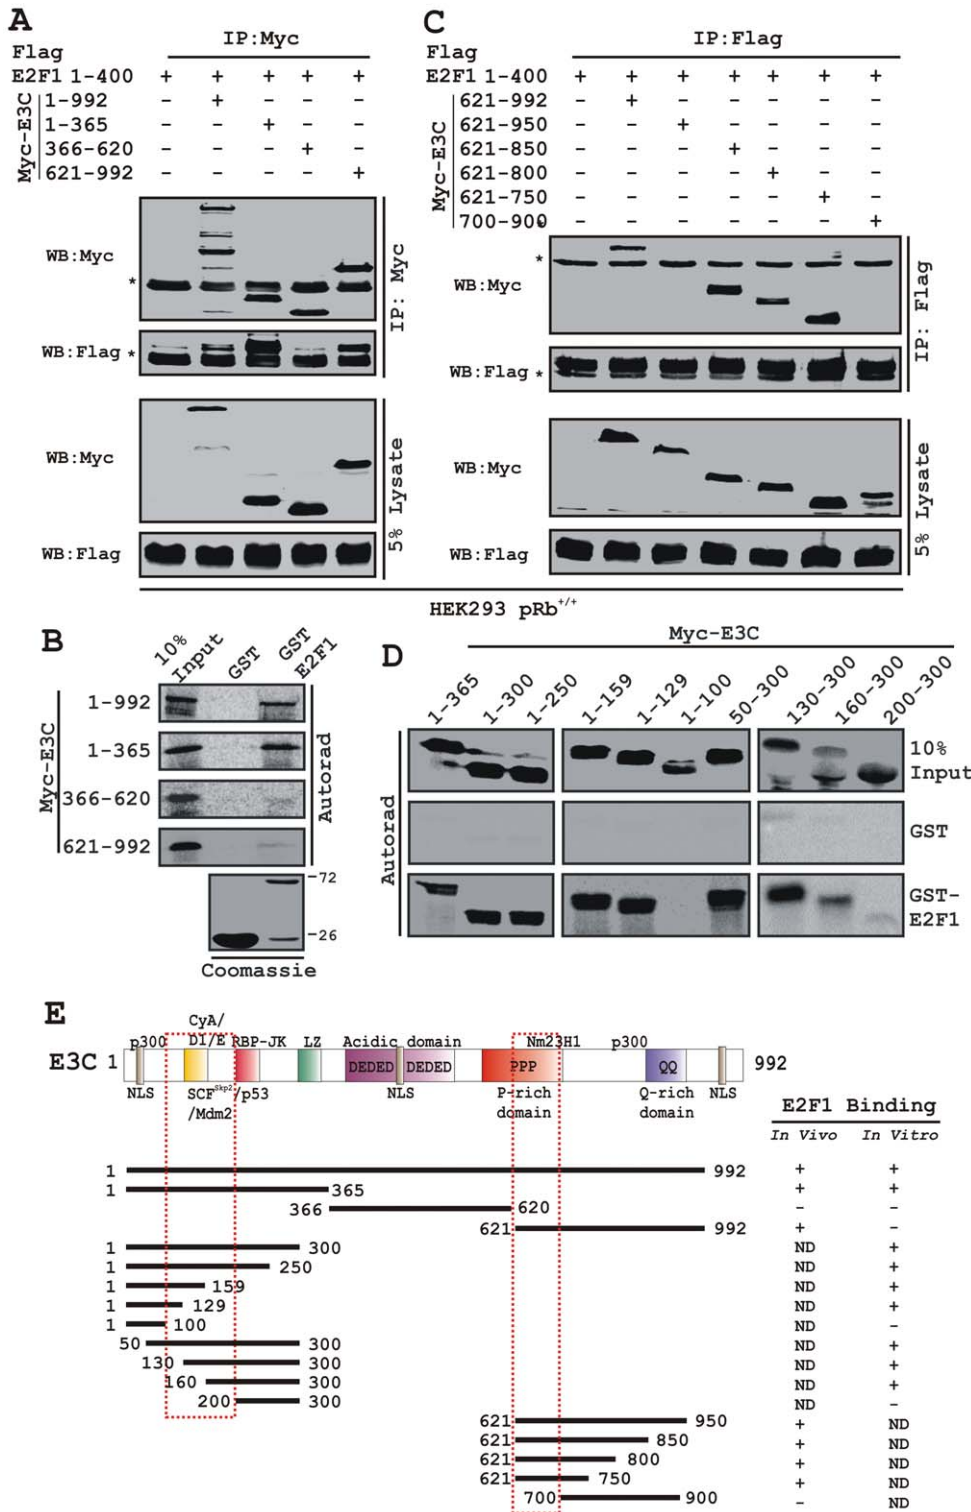 A
IP:Myc
Flag
E2F1 1-400 + + + + +
Myc-E3C
1-992 - + - - -
1-365 - - + - -
366-620 - - - + -
621-992 - - - - +
WB:Myc
*
IP: Myc
WB:Flag *
WB:Myc
5% Lysate
WB:Flag
C
IP:Flag
Flag
E2F1 1-400 + + + + + + +
Myc-E3C
621-992 - + - - - - -
621-950 - - + - - - -
621-850 - - - + - - -
621-800 - - - - + - -
621-750 - - - - - + -
700-900 - - - - - - +
*
WB:Myc
IP: Flag
WB:Flag *
WB:Myc
5% Lysate
WB:Flag
HEK293 pRb+/+
B
10% Input
GST
GST E2F1
Myc-E3C
1-992
1-365
366-620
621-992
Autorad
-72
-26
Coomassie
D
Myc-E3C
1-365
1-300
1-250
1-159
1-129
1-100
50-300
130-300
160-300
200-300
Autorad
10%
Input
GST
GST-
E2F1
E
CyA/
p300 DI/E RBP-JK LZ Acidic domain Nm23H1 p300
E3C 1 DEDED DEDED PPP QQ 992
NLS SCFSkp2/p53 NLS P-rich Q-rich NLS
/Mdm2 domain domain
E2F1 Binding
In Vivo In Vitro
1 992 + +
1 365 + +
366 620 - -
621 992 + -
1 300 ND +
1 250 ND +
1 159 ND +
1 129 ND +
1 100 ND -
50 300 ND +
130 300 ND +
160 300 ND +
200 300 ND -
621 950 + ND
621 850 + ND
621 800 + ND
621 750 + ND
700 900 - ND